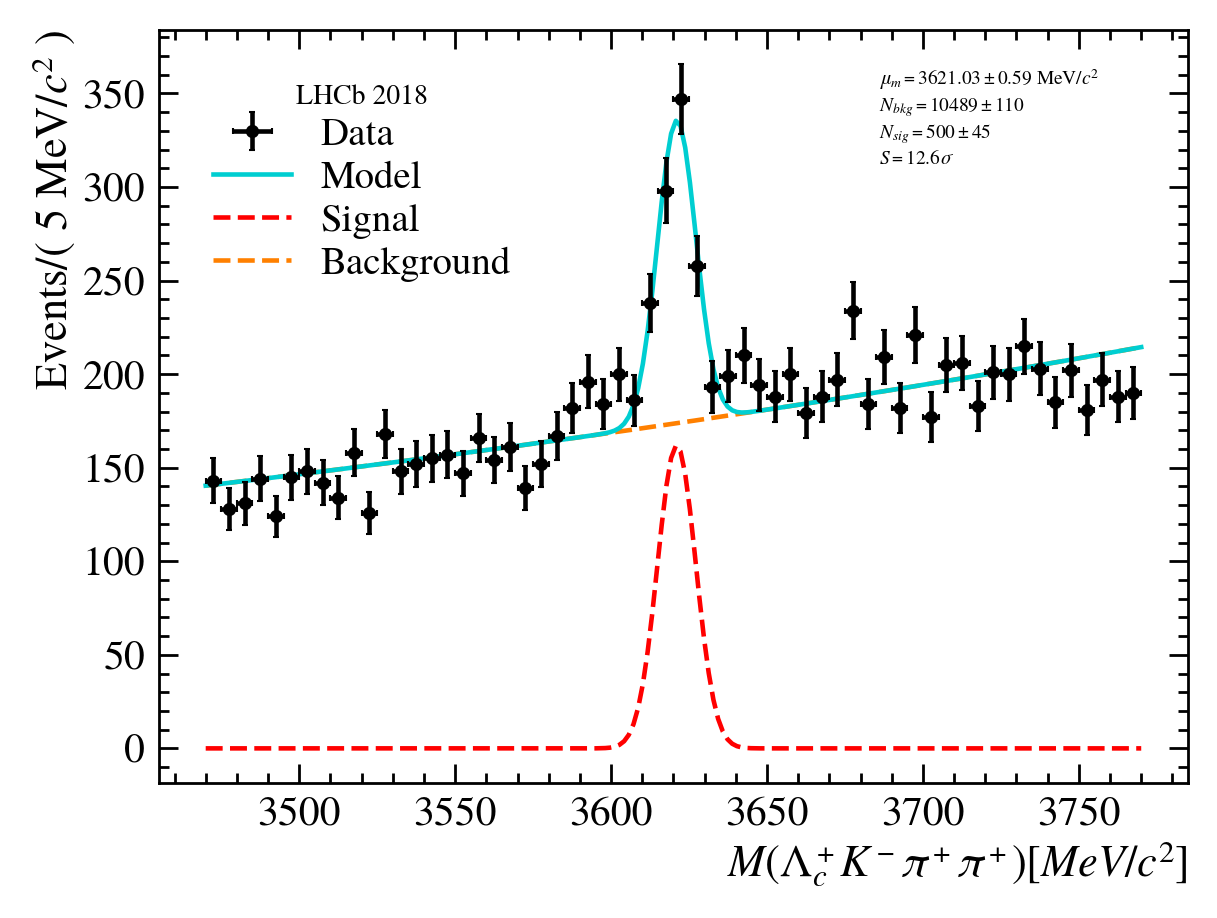 Events/( 5 MeV/c² )
350
300
250
200
150
100
50
0
LHCb 2018
Data
Model
Signal
Background
μₘ = 3621.03 ± 0.59 MeV/c²
N_bkg = 10489 ± 110
N_sig = 500 ± 45
S = 12.6σ
3500 3550 3600 3650 3700 3750
M(Λ_c⁺K⁻π⁺π⁺)[MeV/c²]